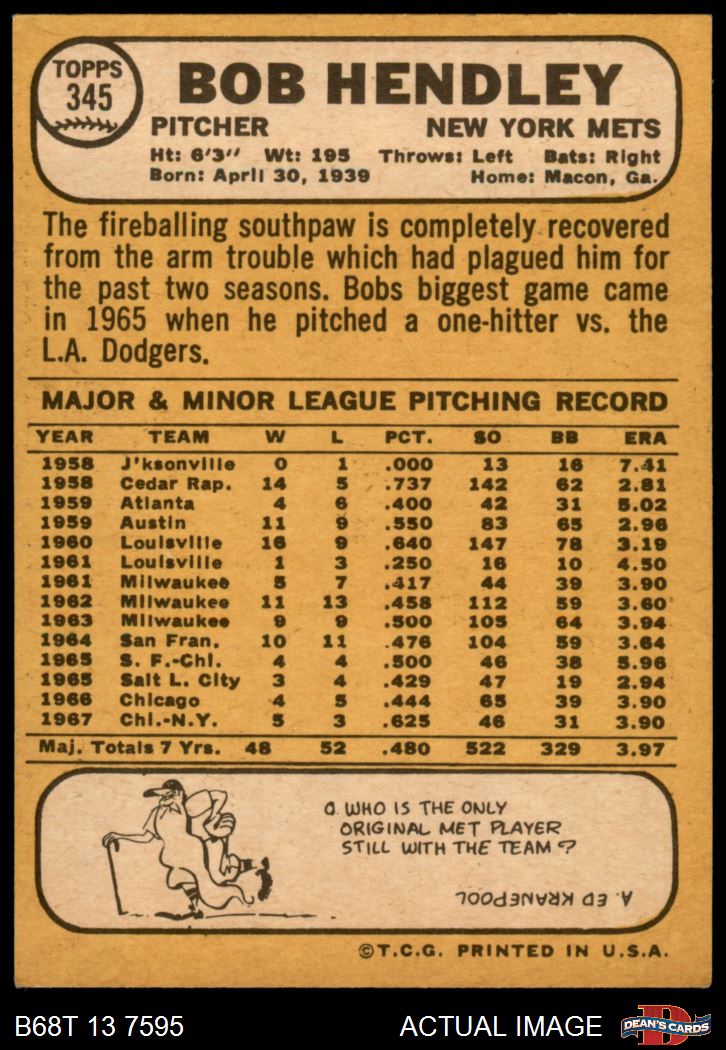 TOPPS
345
BOB HENDLEY
PITCHER NEW YORK METS
Ht: 6'3" Wt: 195 Throws: Left Bats: Right
Born: April 30, 1939 Home: Macon, Ga.
The fireballing southpaw is completely recovered
from the arm trouble which had plagued him for
the past two seasons. Bobs biggest game came
in 1965 when he pitched a one-hitter vs. the
L.A. Dodgers.
MAJOR & MINOR LEAGUE PITCHING RECORD
YEAR TEAM W L PCT. SO BB ERA
1958 J'ksonville 0 1 .000 13 16 7.41
1958 Cedar Rap. 14 5 .737 142 62 2.81
1959 Atlanta 4 6 .400 42 31 5.02
1959 Austin 11 9 .550 83 65 2.96
1960 Louisville 16 9 .640 147 78 3.19
1961 Louisville 1 3 .250 16 10 4.50
1961 Milwaukee 5 7 .417 44 39 3.90
1962 Milwaukee 11 13 .458 112 59 3.60
1963 Milwaukee 9 9 .500 105 64 3.94
1964 San Fran. 10 11 .476 104 59 3.64
1965 S. F.-Chi. 4 4 .500 46 38 5.96
1965 Salt L. City 3 4 .429 47 19 2.94
1966 Chicago 4 5 .444 65 39 3.90
1967 Chi.-N.Y. 5 3 .625 46 31 3.90
Maj. Totals 7 Yrs. 48 52 .480 522 329 3.97
Q. WHO IS THE ONLY
ORIGINAL MET PLAYER
STILL WITH THE TEAM?
A. ED KRANEPOOL
©T.C.G. PRINTED IN U.S.A.
B68T 13 7595 ACTUAL IMAGE
D
DEAN'S CARDS